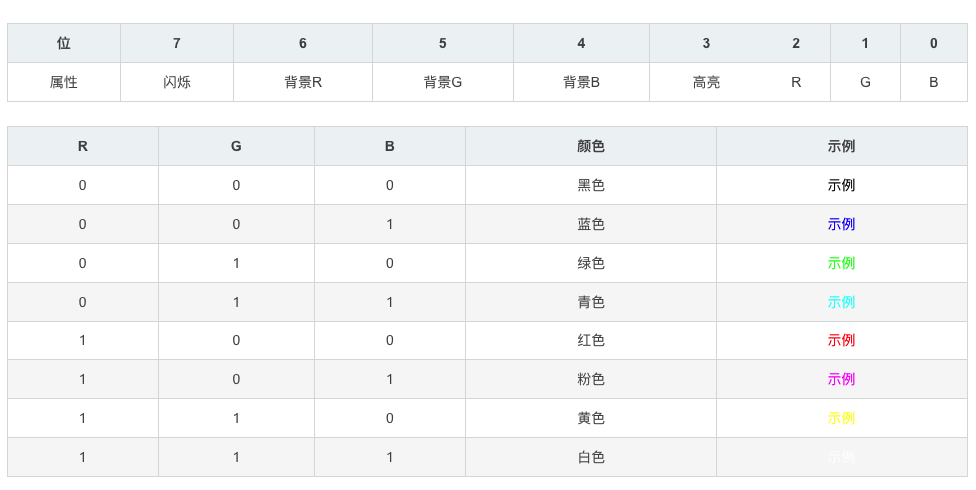 位 7 6 5 4 3 2 1 0
属性 闪烁 背景R 背景G 背景B 高亮 R G B
R G B 颜色 示例
0 0 0 黑色 示例
0 0 1 蓝色 示例
0 1 0 绿色 示例
0 1 1 青色 示例
1 0 0 红色 示例
1 0 1 粉色 示例
1 1 0 黄色 示例
1 1 1 白色 示例